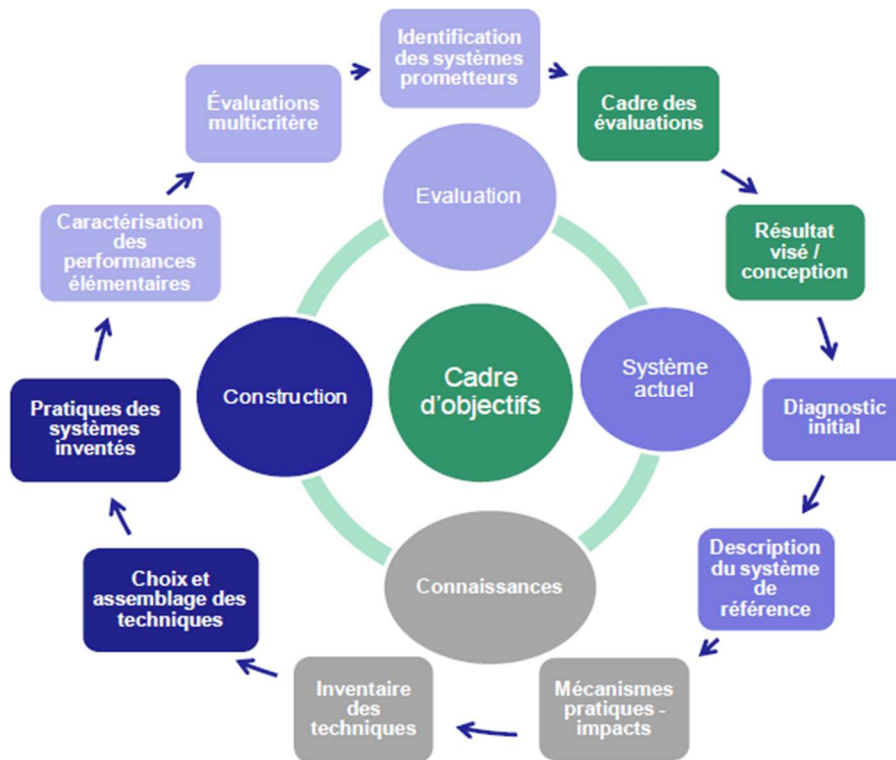 Identification
des systèmes
prometteurs
Évaluations
multicritère
Cadre des
évaluations
Evaluation
Caractérisation
des
performances
élémentaires
Résultat
visé /
conception
Construction
Cadre
d'objectifs
Système
actuel
Pratiques des
systèmes
inventés
Diagnostic
initial
Connaissances
Choix et
assemblage des
techniques
Description
du système
de
référence
Inventaire
des
techniques
Mécanismes
pratiques -
impacts